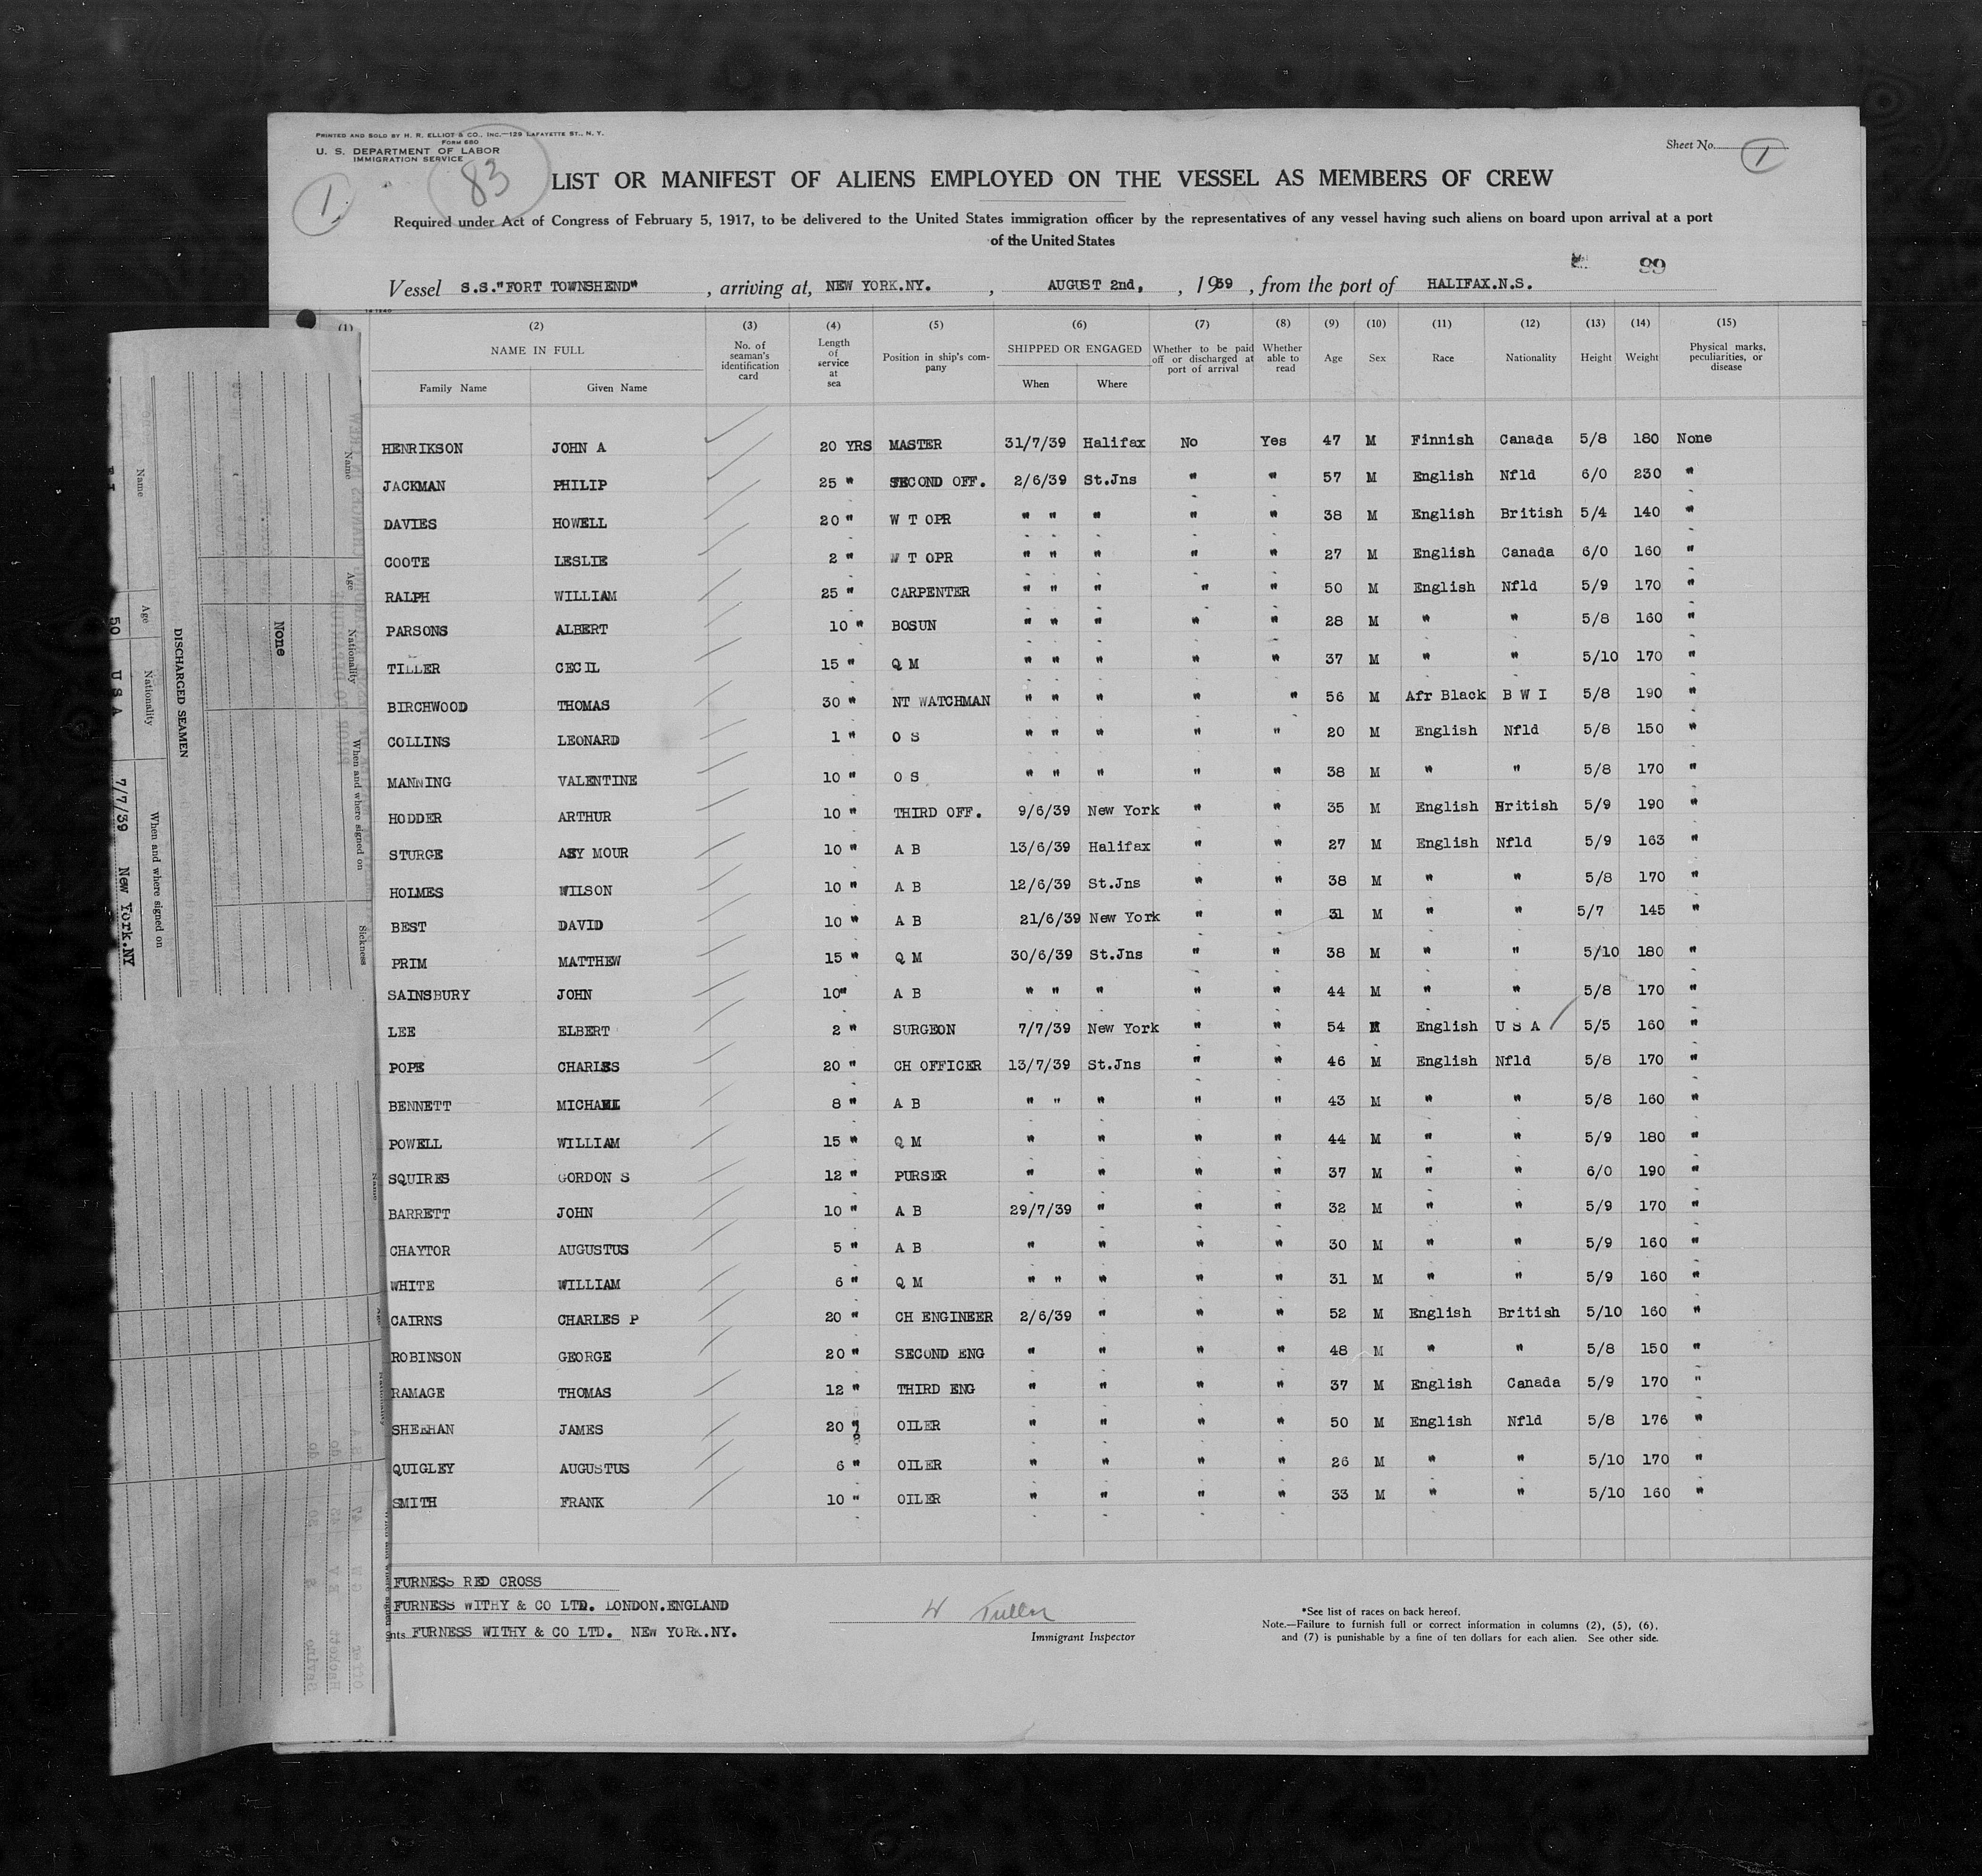 PRINTED AND SOLD BY H. R. ELLIOT & CO., INC.—129 LAFAYETTE ST., N. Y.
FORM 680
U. S. DEPARTMENT OF LABOR
IMMIGRATION SERVICE
Sheet No. 1
1
83
LIST OR MANIFEST OF ALIENS EMPLOYED ON THE VESSEL AS MEMBERS OF CREW
Required under Act of Congress of February 5, 1917, to be delivered to the United States immigration officer by the representatives of any vessel having such aliens on board upon arrival at a port
of the United States
99
Vessel S.S."FORT TOWNSHEND" , arriving at, NEW YORK.NY. , AUGUST 2nd, , 1939 , from the port of HALIFAX.N.S.
(1) (2) (3) (4) (5) (6) (7) (8) (9) (10) (11) (12) (13) (14) (15)
NAME IN FULL
Family Name Given Name
No. of seaman's identification card
Length of service at sea
Position in ship's company
SHIPPED OR ENGAGED
When Where
Whether to be paid off or discharged at port of arrival
Whether able to read
Age Sex Race Nationality Height Weight
Physical marks, peculiarities, or disease
HENRIKSON JOHN A 20 YRS MASTER 31/7/39 Halifax No Yes 47 M Finnish Canada 5/8 180 None
JACKMAN PHILIP 25 " SECOND OFF. 2/6/39 St.Jns " " 57 M English Nfld 6/0 230 "
DAVIES HOWELL 20 " W T OPR " " " " " 38 M English British 5/4 140 "
COOTE LESLIE 2 " W T OPR " " " " " 27 M English Canada 6/0 160 "
RALPH WILLIAM 25 " CARPENTER " " " " " 50 M English Nfld 5/9 170 "
PARSONS ALBERT 10 " BOSUN " " " " " 28 M " " 5/8 160 "
TILLER CECIL 15 " Q M " " " " " 37 M " " 5/10 170 "
BIRCHWOOD THOMAS 30 " NT WATCHMAN " " " " " 56 M Afr Black B W I 5/8 190 "
COLLINS LEONARD 1 " O S " " " " " 20 M English Nfld 5/8 150 "
MANNING VALENTINE 10 " O S " " " " " 38 M " " 5/8 170 "
HODDER ARTHUR 10 " THIRD OFF. 9/6/39 New York " " 35 M English British 5/9 190 "
STURGE MOUR 10 " A B 13/6/39 Halifax " " 27 M English Nfld 5/9 163 "
HOLMES WILSON 10 " A B 12/6/39 St.Jns " " 38 M " " 5/8 170 "
BEST DAVID 10 " A B 21/6/39 New York " " 31 M " " 5/7 145 "
PRIM MATTHEW 15 " Q M 30/6/39 St.Jns " " 38 M " " 5/10 180 "
SAINSBURY JOHN 10" A B " " " " " 44 M " " 5/8 170 "
LEE ELBERT 2 " SURGEON 7/7/39 New York " " 54 M English U S A 5/5 160 "
POPE CHARLES 20 " CH OFFICER 13/7/39 St.Jns " " 46 M English Nfld 5/8 170 "
BENNETT MICHAEL 8 " A B " " " " " 43 M " " 5/8 160 "
POWELL WILLIAM 15 " Q M " " " " 44 M " " 5/9 180 "
SQUIRES GORDON S 12 " PURSER " " " " 37 M " " 6/0 190 "
BARRETT JOHN 10 " A B 29/7/39 " " " 32 M " " 5/9 170 "
CHAYTOR AUGUSTUS 5 " A B " " " " 30 M " " 5/9 160 "
WHITE WILLIAM 6 " Q M " " " " " 31 M " " 5/9 160 "
CAIRNS CHARLES P 20 " CH ENGINEER 2/6/39 " " " 52 M English British 5/10 160 "
ROBINSON GEORGE 20 " SECOND ENG " " " " 48 M " " 5/8 150 "
RAMAGE THOMAS 12 " THIRD ENG " " " " 37 M English Canada 5/9 170 "
SHEEHAN JAMES 20 " OILER " " " " 50 M English Nfld 5/8 176 "
QUIGLEY AUGUSTUS 6 " OILER " " " " 26 M " " 5/10 170 "
SMITH FRANK 10 " OILER " " " " 33 M " " 5/10 160 "
FURNESS RED CROSS
FURNESS WITHY & CO LTD. LONDON.ENGLAND
nts FURNESS WITHY & CO LTD. NEW YORK.NY.
W Tuller
Immigrant Inspector
*See list of races on back hereof.
Note.—Failure to furnish full or correct information in columns (2), (5), (6),
and (7) is punishable by a fine of ten dollars for each alien. See other side.
Name Age Nationality When and where signed on Sickness
None
DISCHARGED SEAMEN
Name Age Nationality When and where signed on
50 U S A 7/7/39 New York.NY